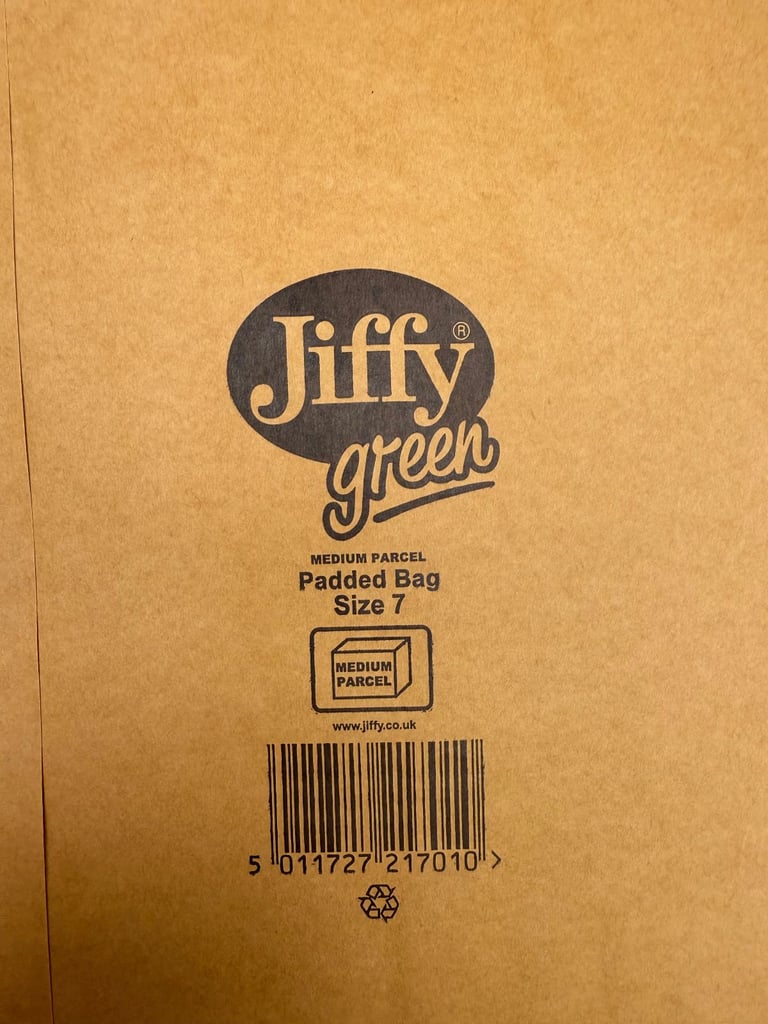 Jiffy®
green
MEDIUM PARCEL
Padded Bag
Size 7
MEDIUM
PARCEL
www.jiffy.co.uk
5 011727 217010 >